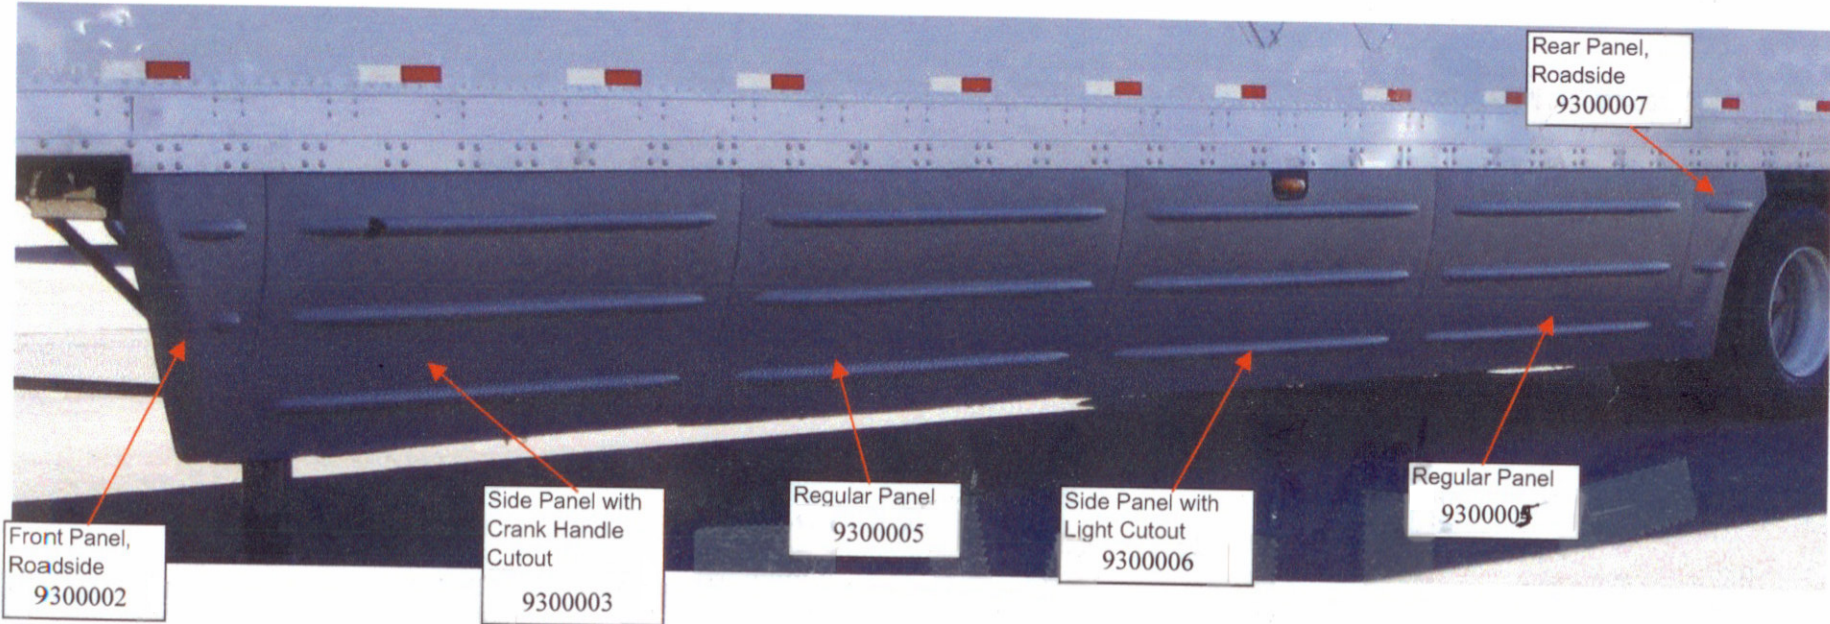 Rear Panel,
Roadside
9300007
Front Panel,
Roadside
9300002
Side Panel with
Crank Handle
Cutout
9300003
Regular Panel
9300005
Side Panel with
Light Cutout
9300006
Regular Panel
9300005